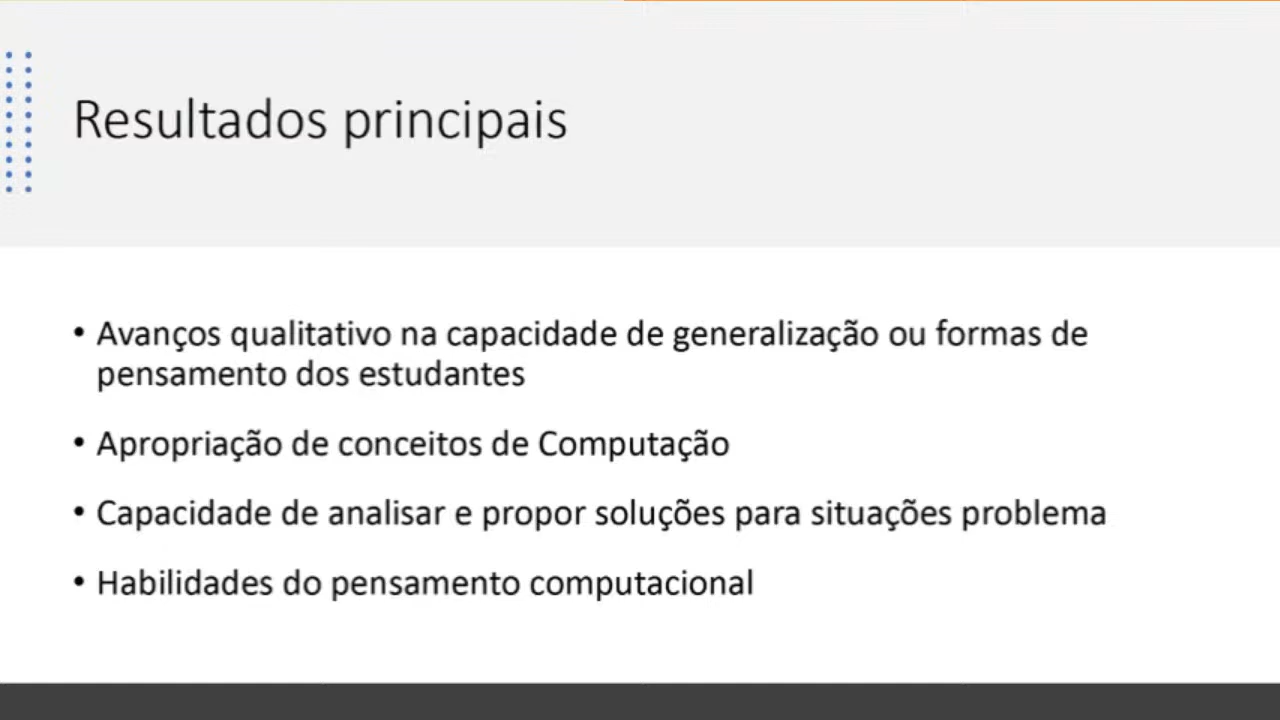 Resultados principais
• Avanços qualitativo na capacidade de generalização ou formas de
pensamento dos estudantes
• Apropriação de conceitos de Computação
• Capacidade de analisar e propor soluções para situações problema
• Habilidades do pensamento computacional